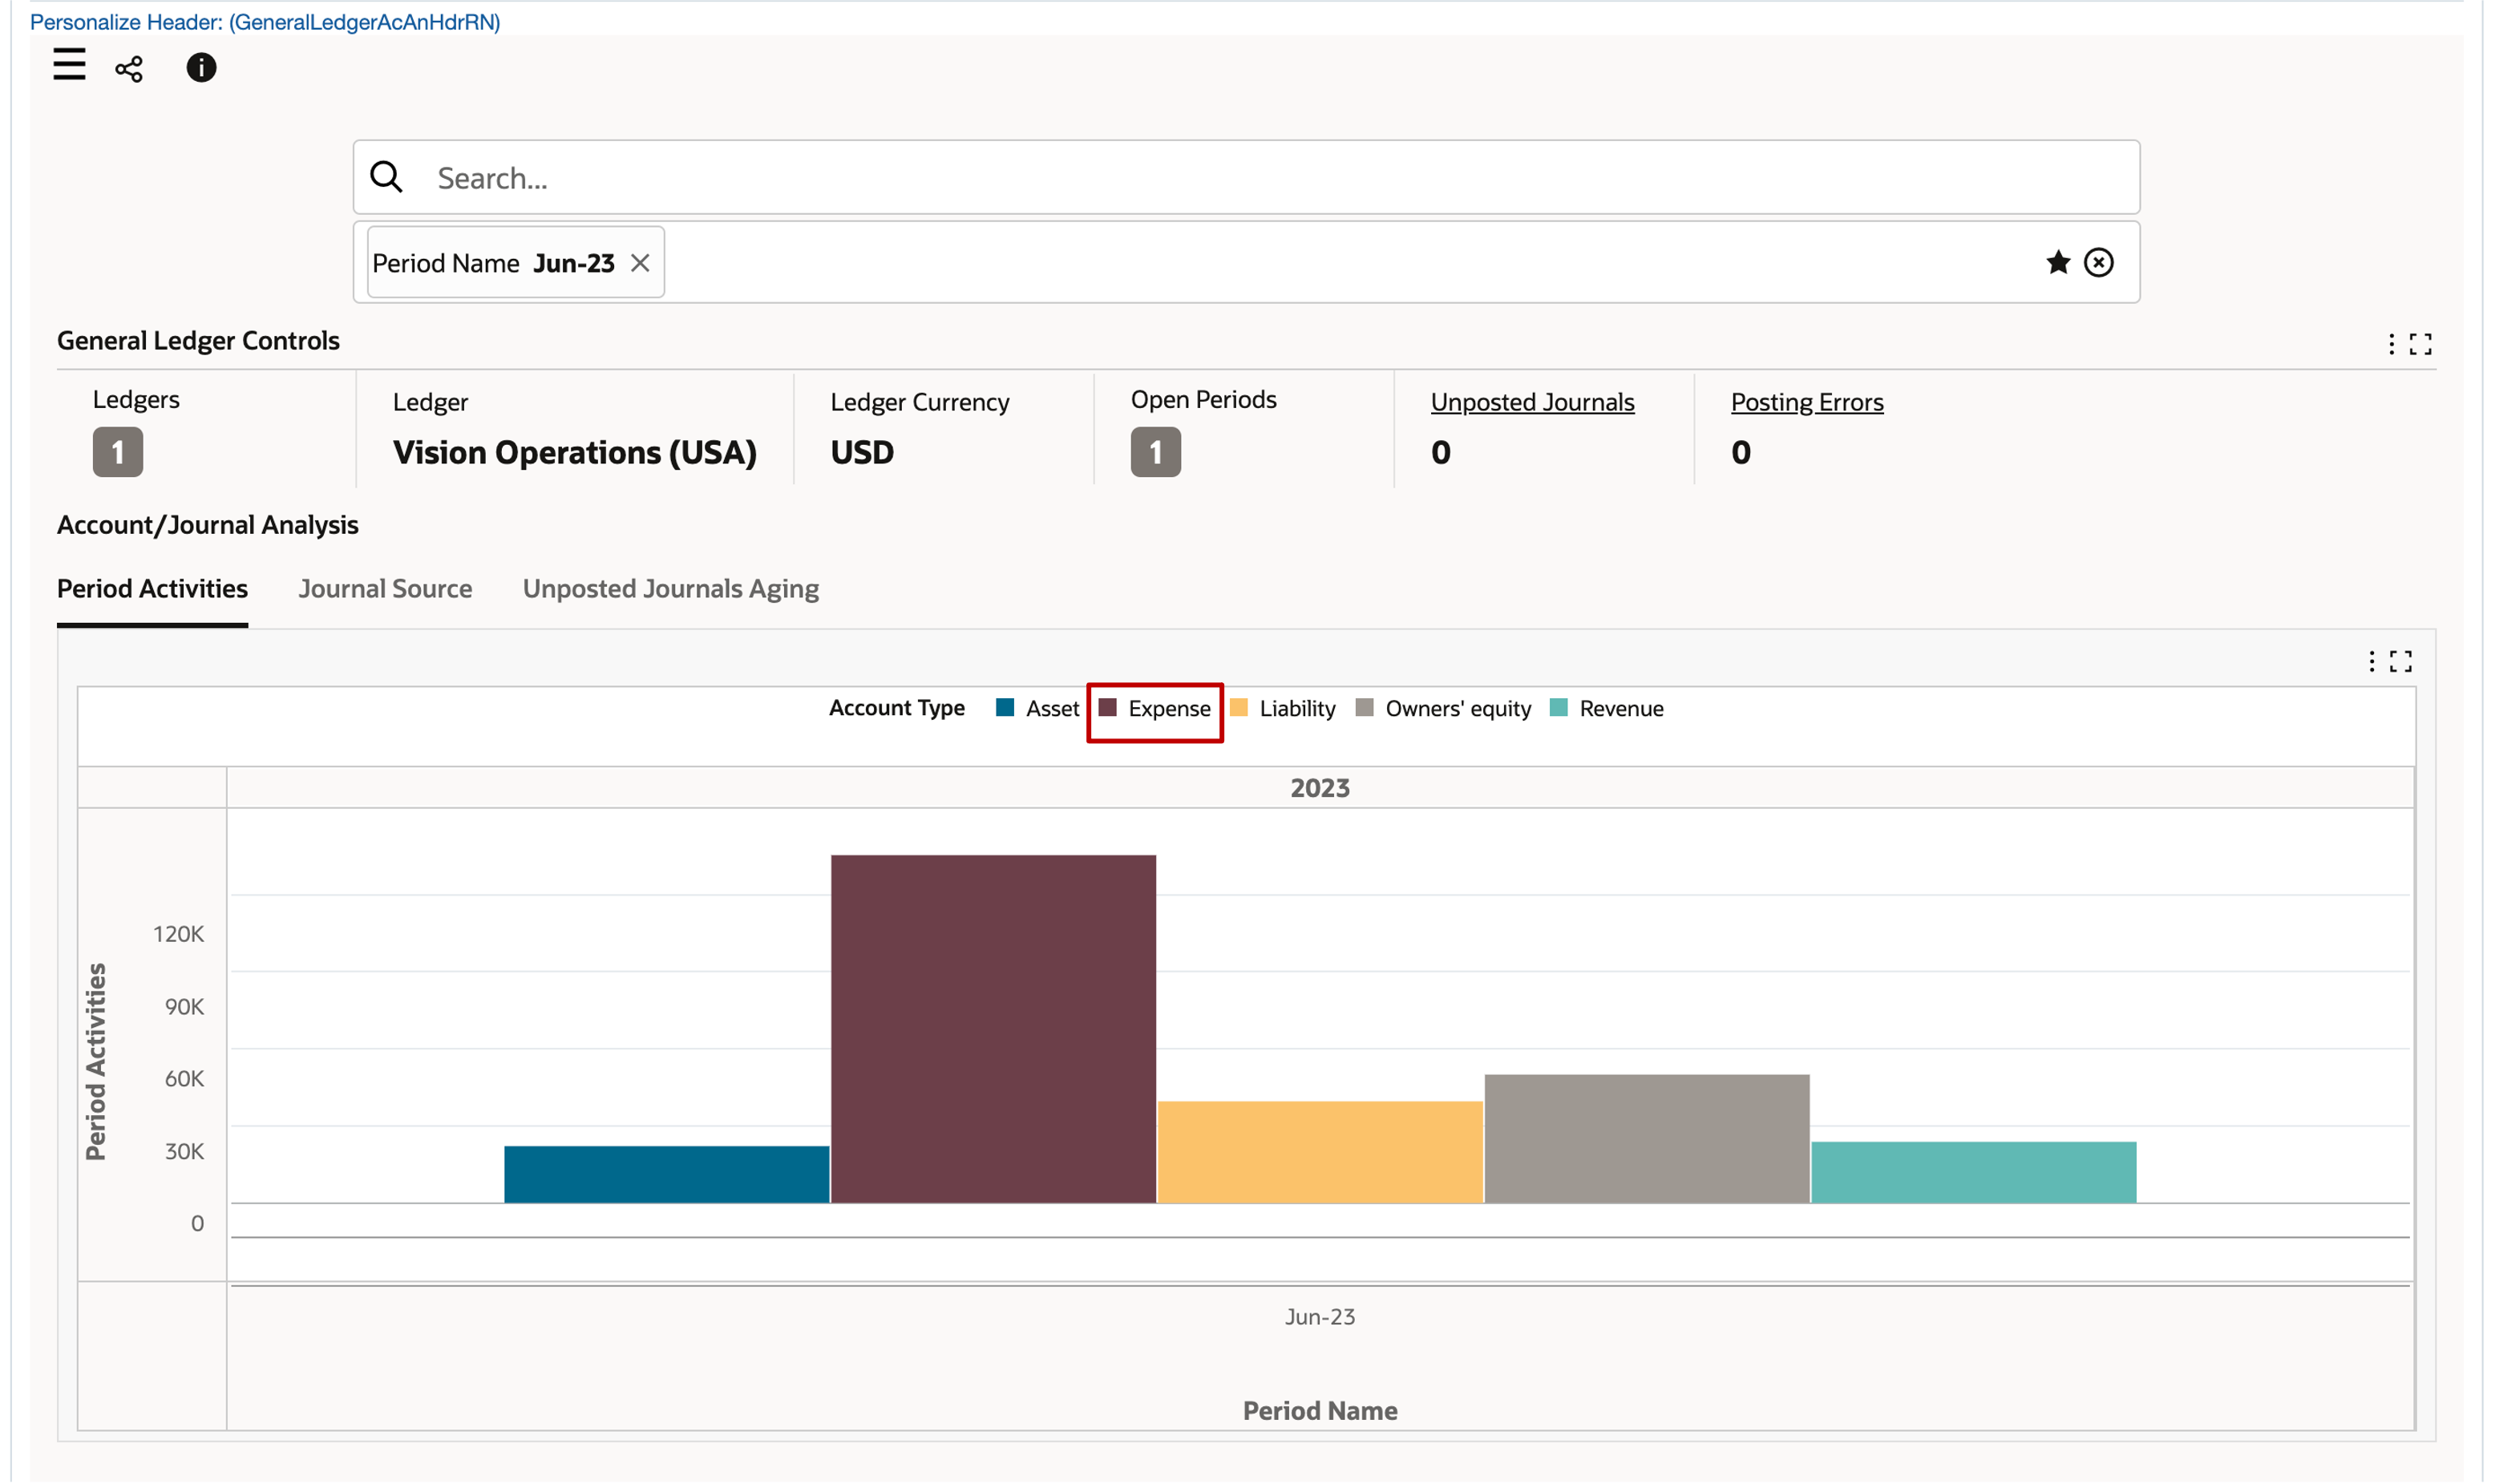 Personalize Header: (GeneralLedgerAcAnHdrRN)
Search...
Period Name Jun-23
General Ledger Controls
Ledgers
1
Ledger
Vision Operations (USA)
Ledger Currency
USD
Open Periods
1
Unposted Journals
0
Posting Errors
0
Account/Journal Analysis
Period Activities Journal Source Unposted Journals Aging
Account Type Asset Expense Liability Owners' equity Revenue
2023
Period Activities
120K
90K
60K
30K
0
Jun-23
Period Name